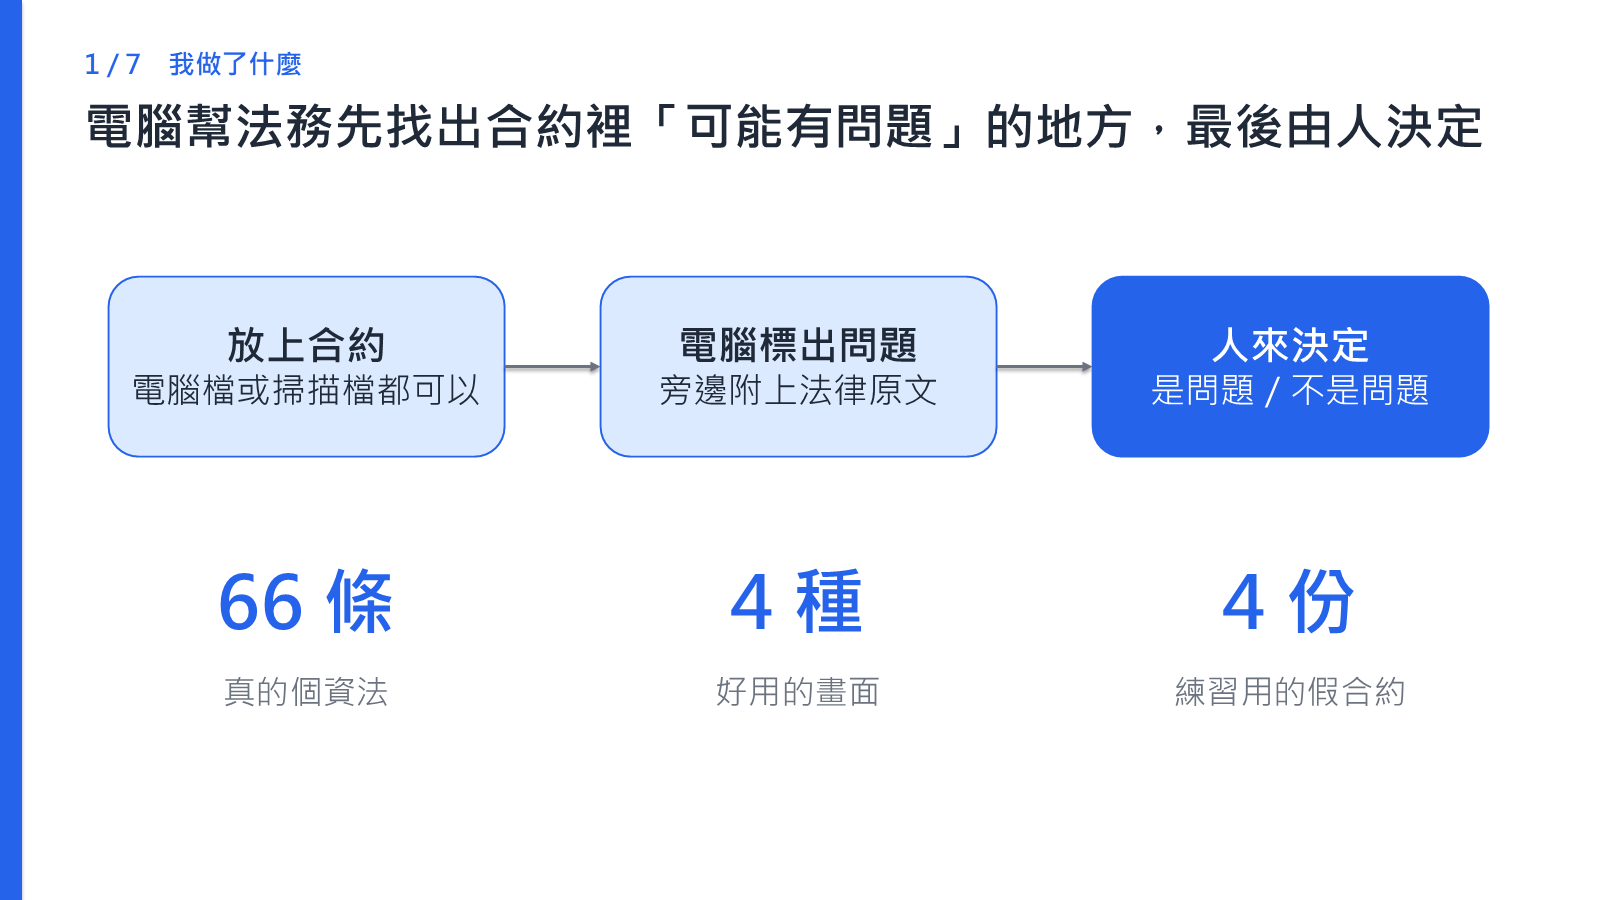 1/7 我做了什麼
電腦幫法務先找出合約裡「可能有問題」的地方，最後由人決定
放上合約
電腦檔或掃描檔都可以
電腦標出問題
旁邊附上法律原文
人來決定
是問題 / 不是問題
66 條
真的個資法
4 種
好用的畫面
4 份
練習用的假合約